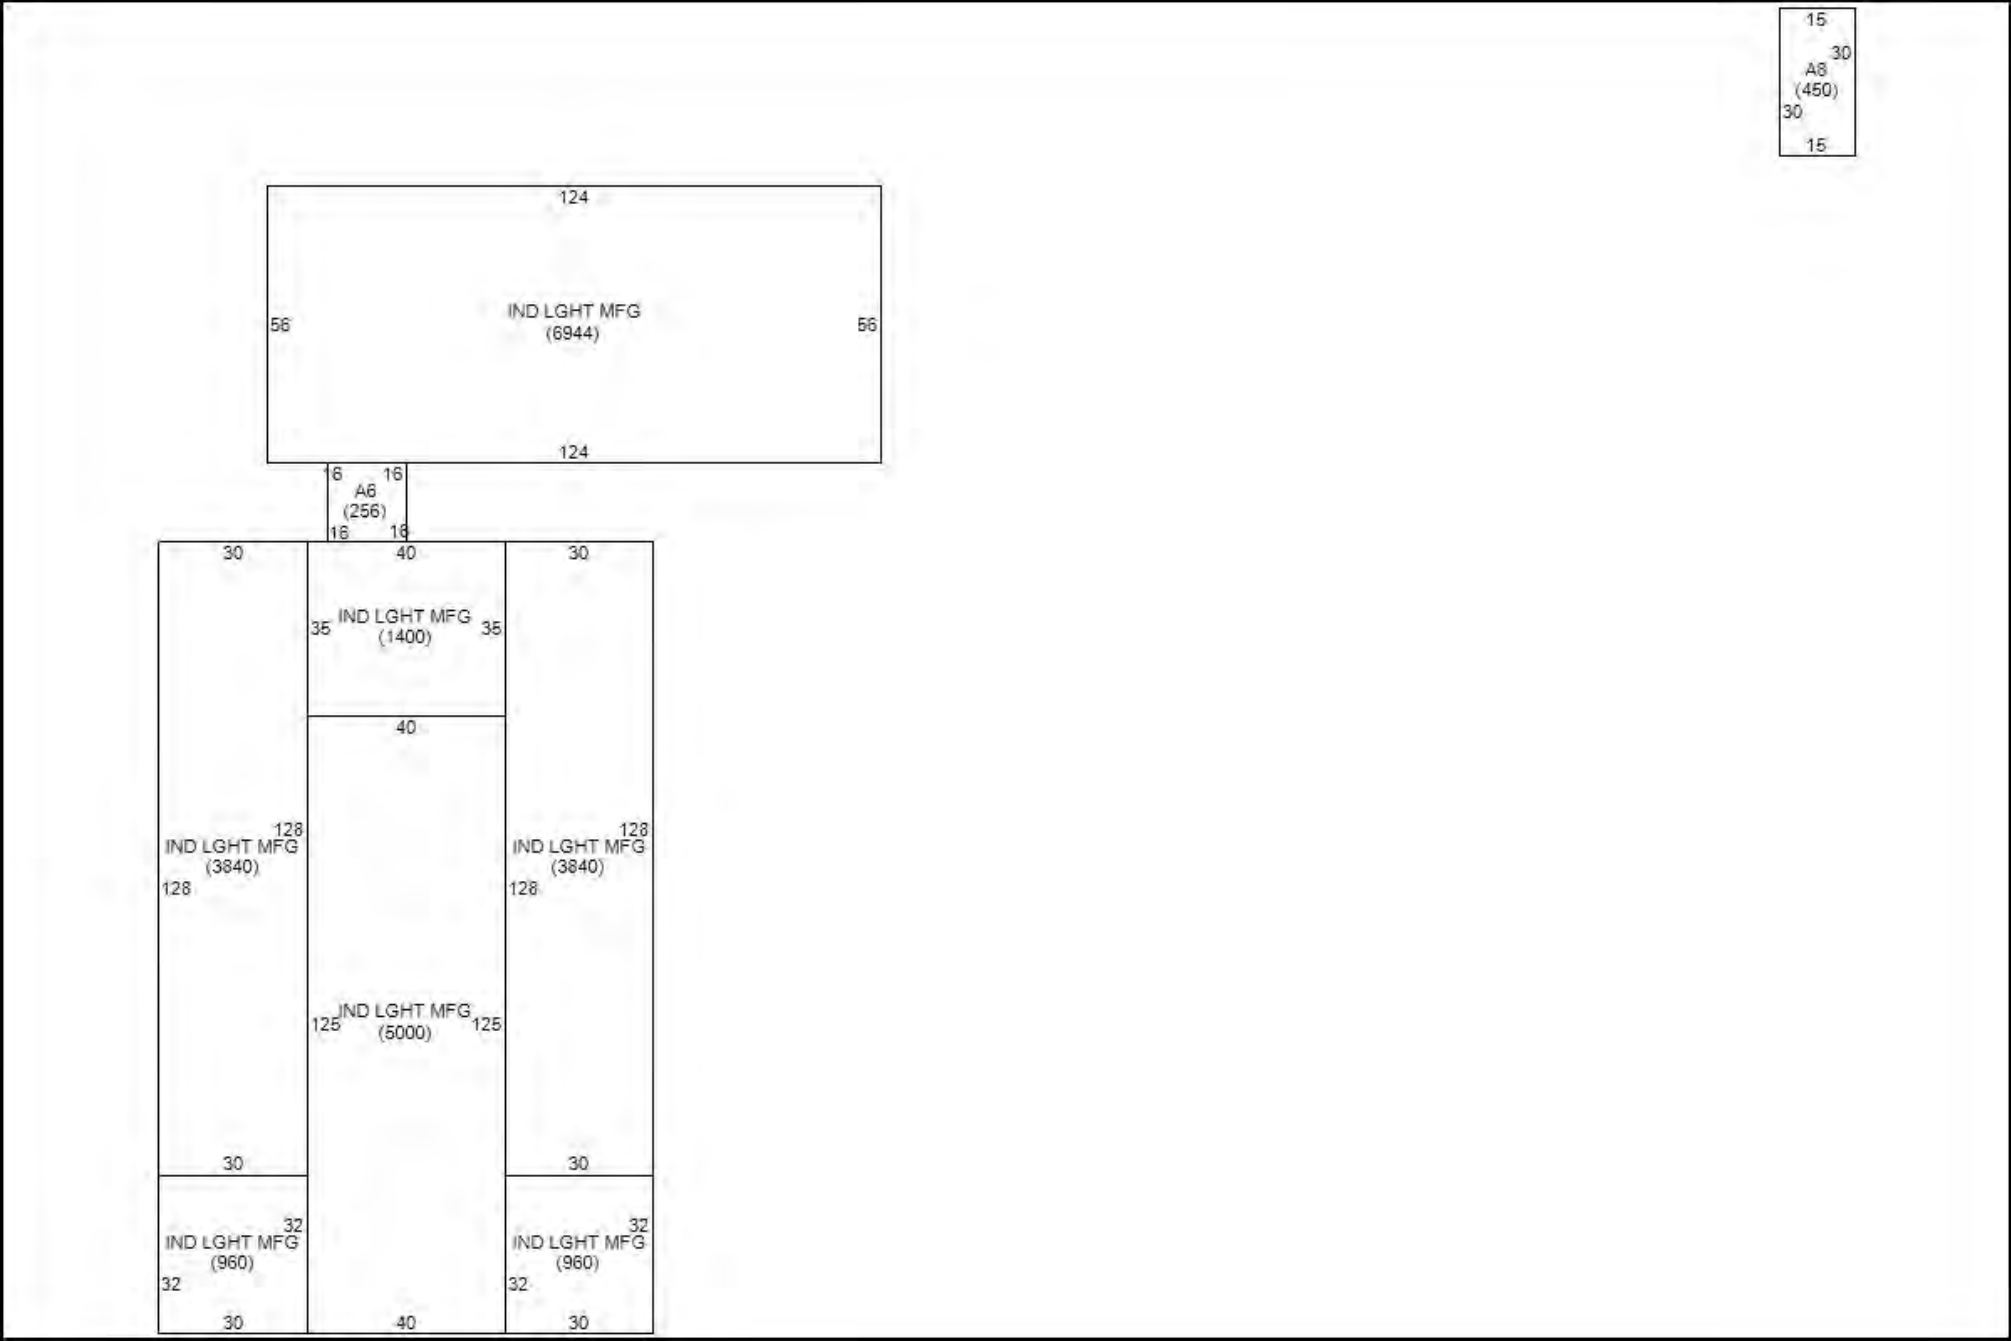 15
30
A8
(450)
30
15
124
IND LGHT MFG
56 56
(6944)
124
16 16
A6
(256)
16 16
30 40 30
IND LGHT MFG
35 35
(1400)
40
128 128
IND LGHT MFG IND LGHT MFG
(3840) (3840)
128 128
IND LGHT MFG
125 125
(5000)
30 30
32 32
IND LGHT MFG IND LGHT MFG
(960) (960)
32 32
30 40 30